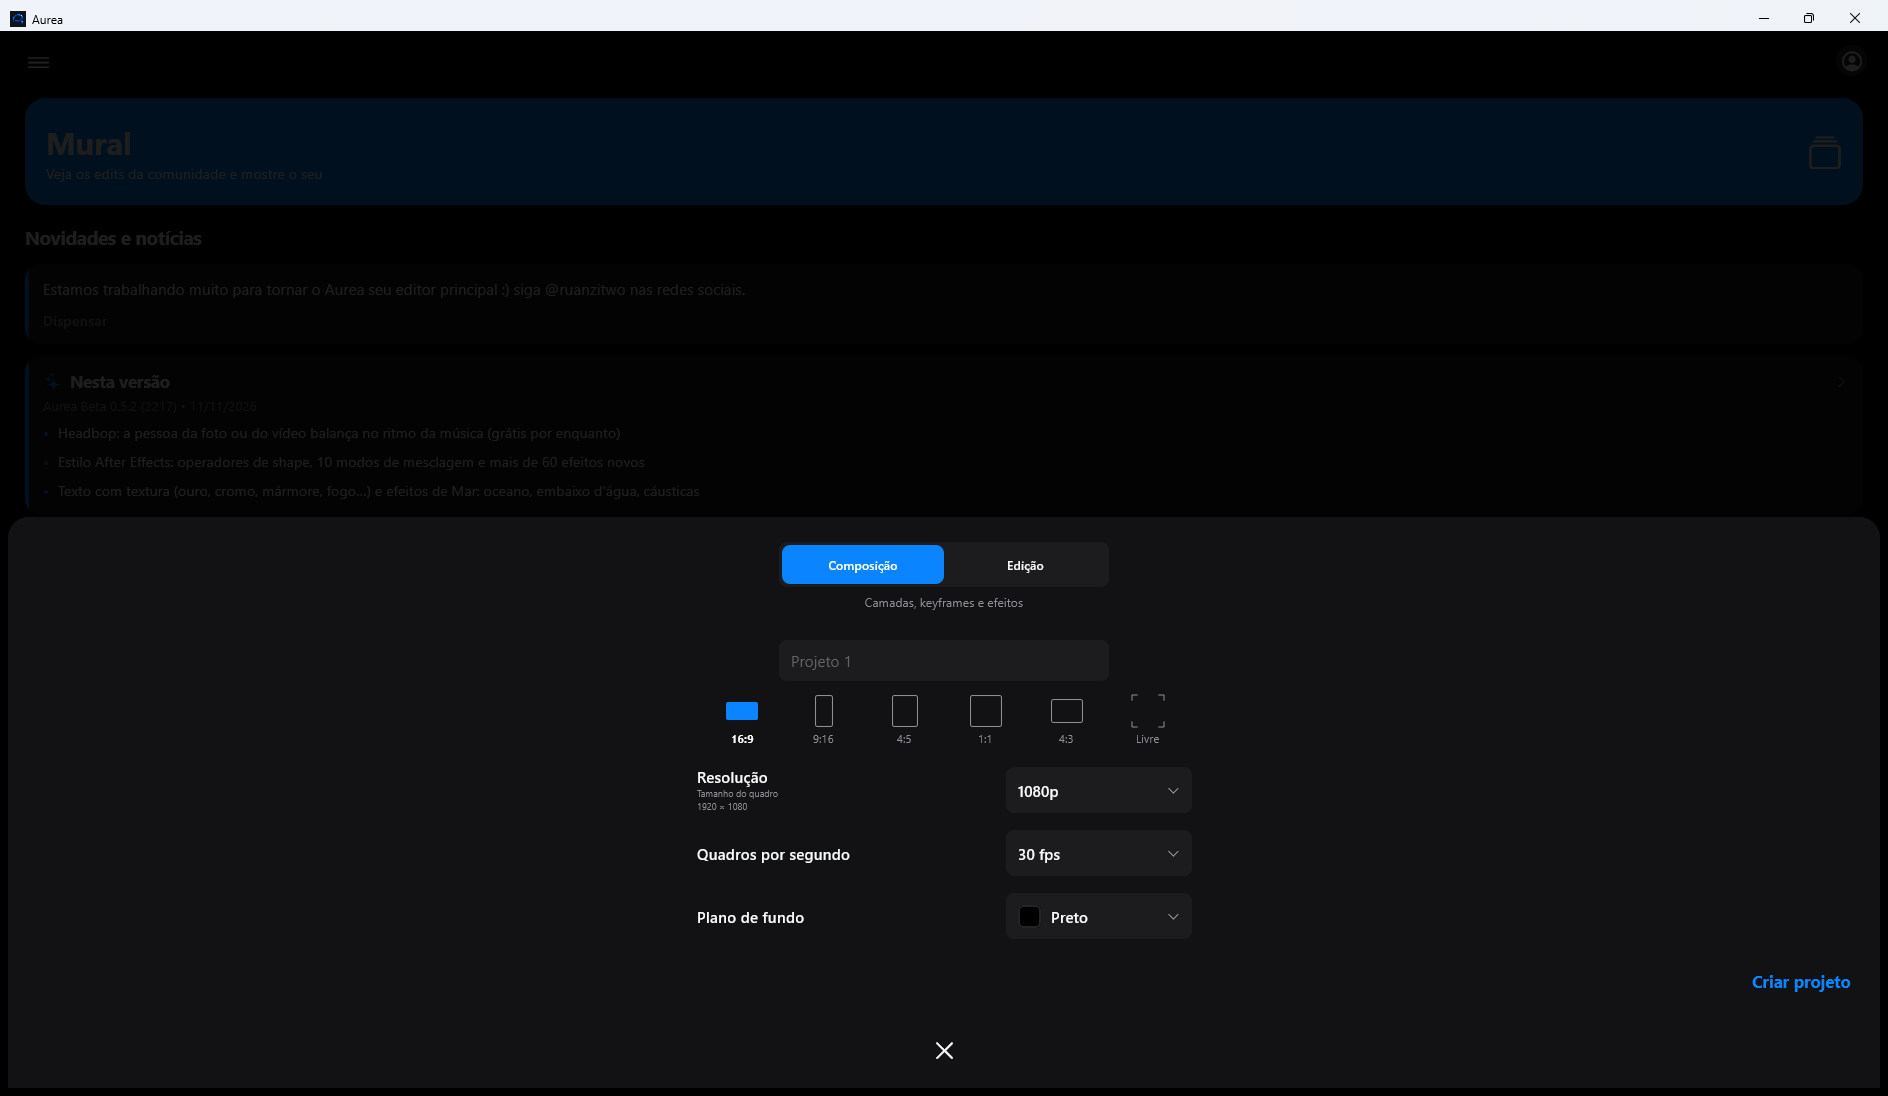 Aurea
Mural
Veja os edits da comunidade e mostre o seu
Novidades e notícias
Estamos trabalhando muito para tornar o Aurea seu editor principal :) siga @ruanzitwo nas redes sociais.
Dispensar
Nesta versão
Aurea Beta 0.5.2 (2217) • 11/11/2026
• Headbop: a pessoa da foto ou do vídeo balança no ritmo da música (grátis por enquanto)
• Estilo After Effects: operadores de shape, 10 modos de mesclagem e mais de 60 efeitos novos
• Texto com textura (ouro, cromo, mármore, fogo...) e efeitos de Mar: oceano, embaixo d'água, cáusticas
Composição
Edição
Camadas, keyframes e efeitos
Projeto 1
16:9
9:16
4:5
1:1
4:3
Livre
Resolução
Tamanho do quadro
1920 × 1080
1080p
Quadros por segundo
30 fps
Plano de fundo
Preto
Criar projeto